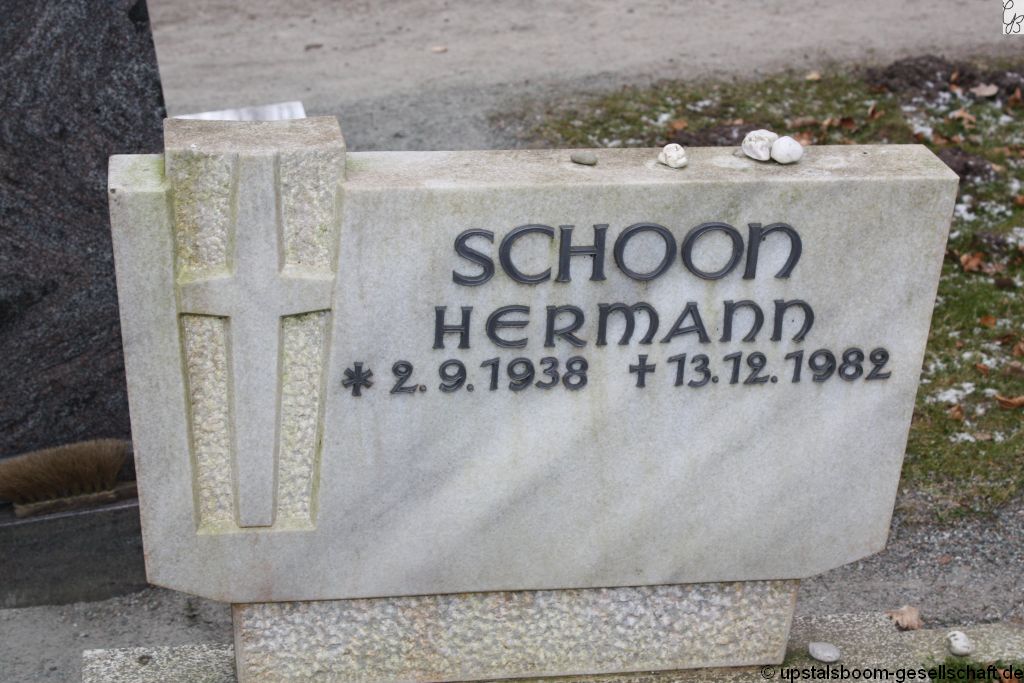 SCHOON
HERMANN
* 2.9.1938 † 13.12.1982
© upstalsboom-gesellschaft.de